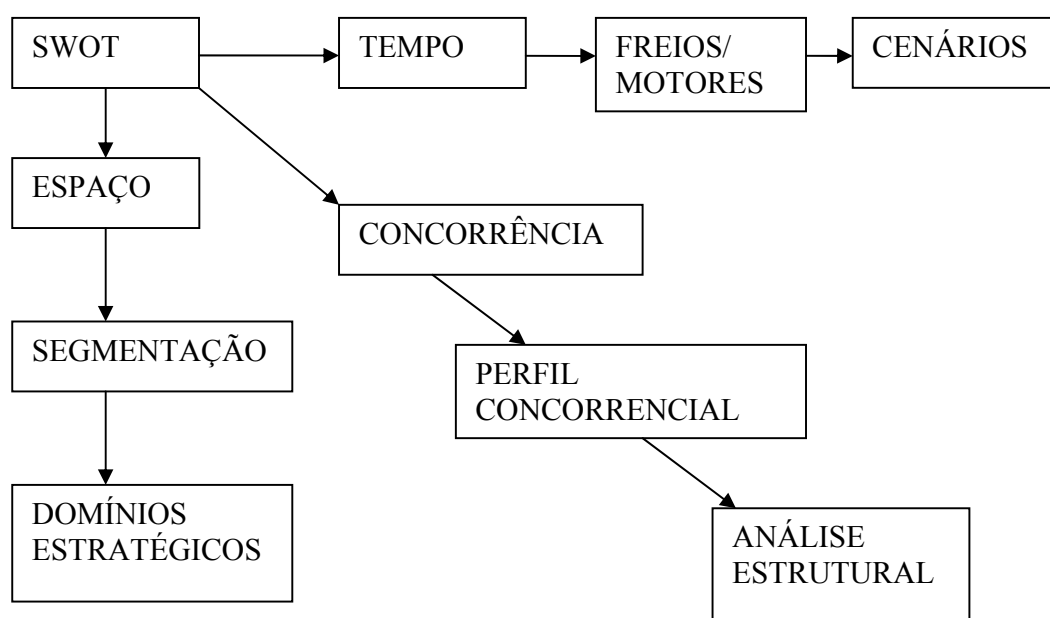 SWOT
TEMPO
FREIOS/
MOTORES
CENÁRIOS
ESPAÇO
CONCORRÊNCIA
SEGMENTAÇÃO
PERFIL
CONCORRENCIAL
DOMÍNIOS
ESTRATÉGICOS
ANÁLISE
ESTRUTURAL